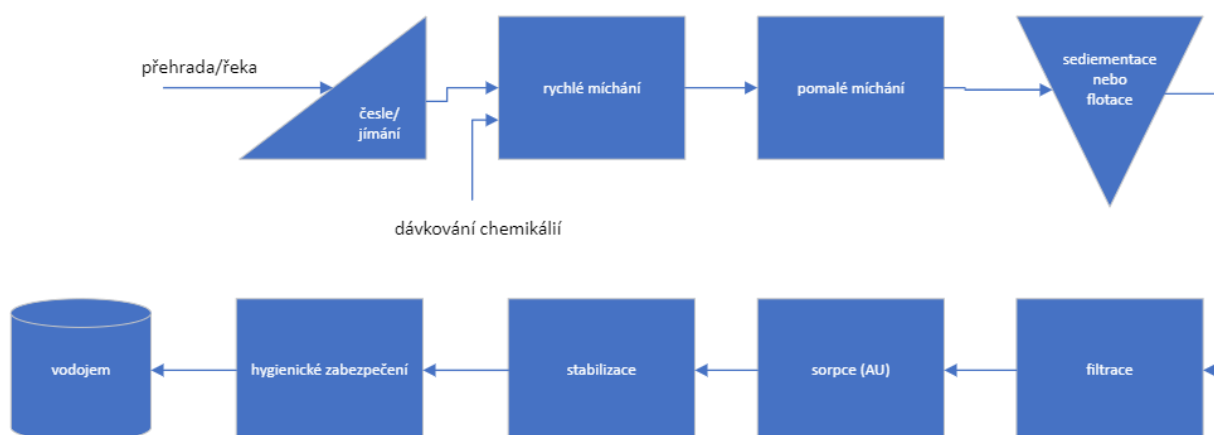 přehrada/řeka
česle/
jímání
rychlé míchání
pomalé míchání
sediementace
nebo
flotace
dávkování chemikálií
vodojem
hygienické zabezpečení
stabilizace
sorpce (AU)
filtrace